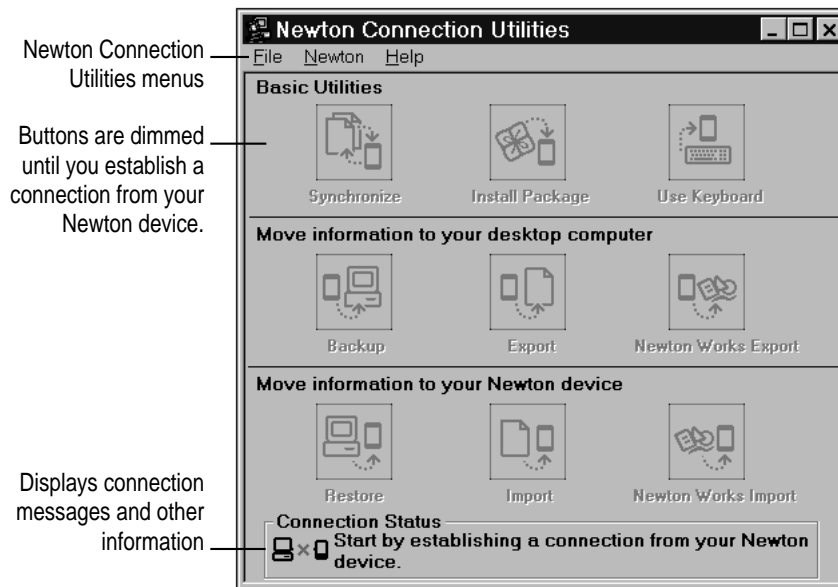 Newton Connection Utilities
Newton Connection
Utilities menus
File Newton Help
Basic Utilities
Buttons are dimmed
until you establish a
connection from your
Newton device.
Synchronize Install Package Use Keyboard
Move information to your desktop computer
Backup Export Newton Works Export
Move information to your Newton device
Restore Import Newton Works Import
Displays connection
messages and other
information
Connection Status
Start by establishing a connection from your Newton
device.